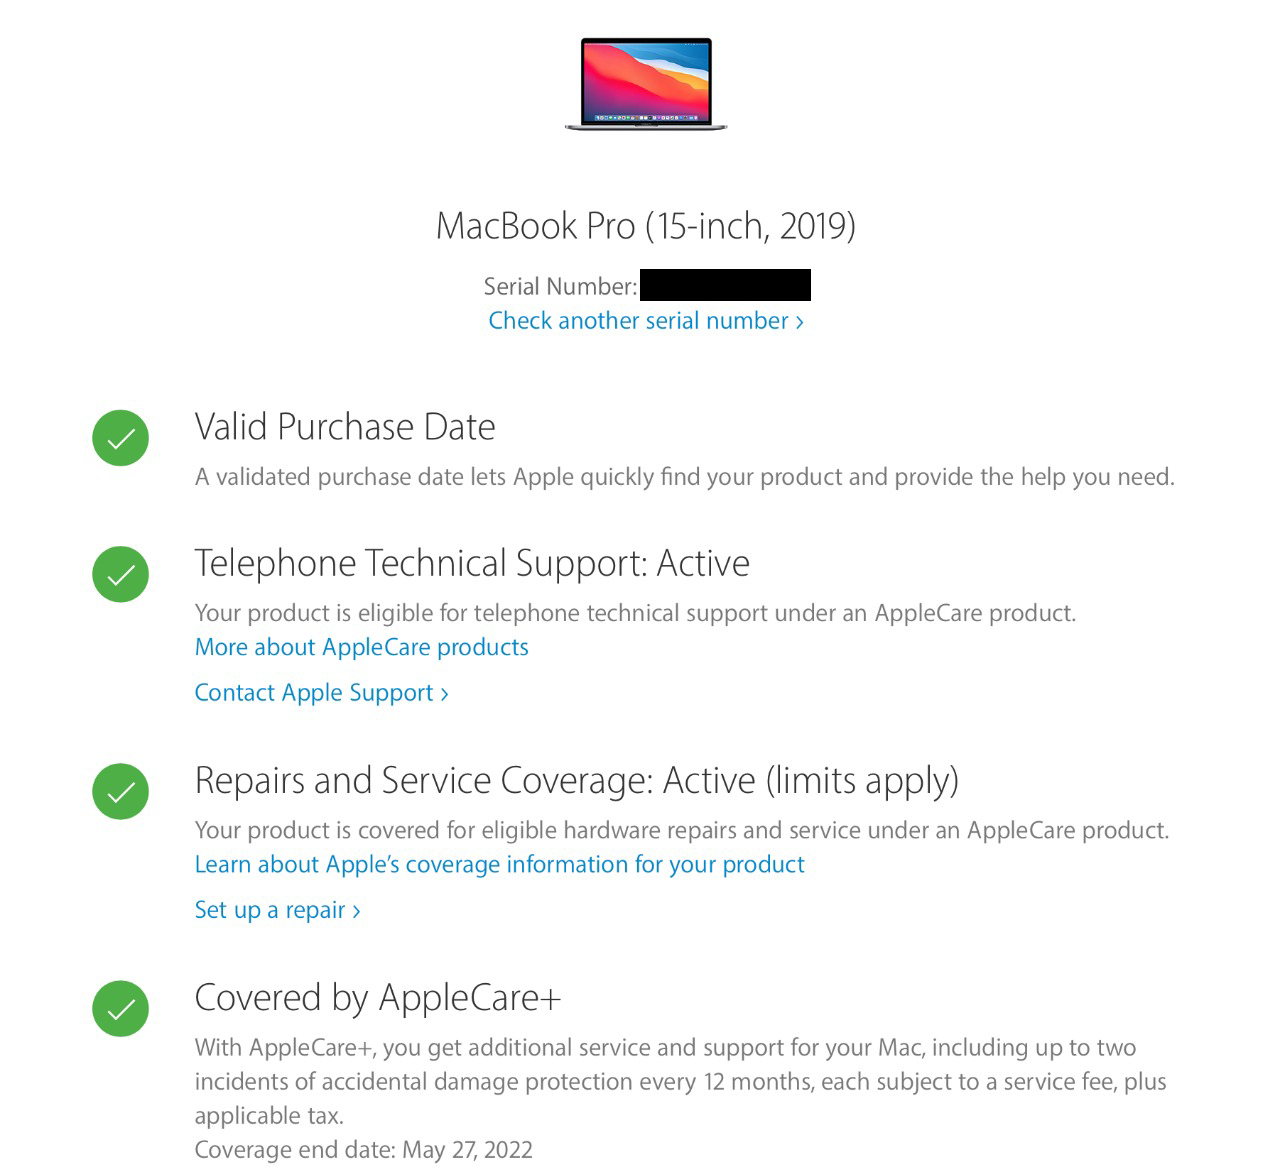 MacBook Pro (15-inch, 2019)
Serial Number:
Check another serial number ›
Valid Purchase Date
A validated purchase date lets Apple quickly find your product and provide the help you need.
Telephone Technical Support: Active
Your product is eligible for telephone technical support under an AppleCare product.
More about AppleCare products
Contact Apple Support ›
Repairs and Service Coverage: Active (limits apply)
Your product is covered for eligible hardware repairs and service under an AppleCare product.
Learn about Apple’s coverage information for your product
Set up a repair ›
Covered by AppleCare+
With AppleCare+, you get additional service and support for your Mac, including up to two
incidents of accidental damage protection every 12 months, each subject to a service fee, plus
applicable tax.
Coverage end date: May 27, 2022